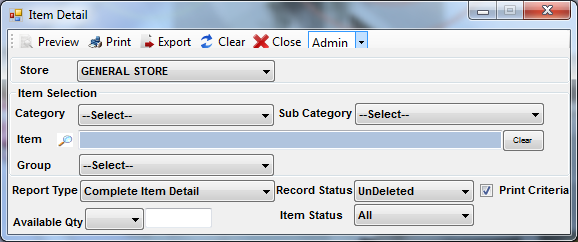 Item Detail
Preview Print Export Clear Close Admin
Store GENERAL STORE
Item Selection
Category --Select-- Sub Category --Select--
Item Clear
Group --Select--
Report Type Complete Item Detail Record Status UnDeleted Print Criteria
Available Qty Item Status All